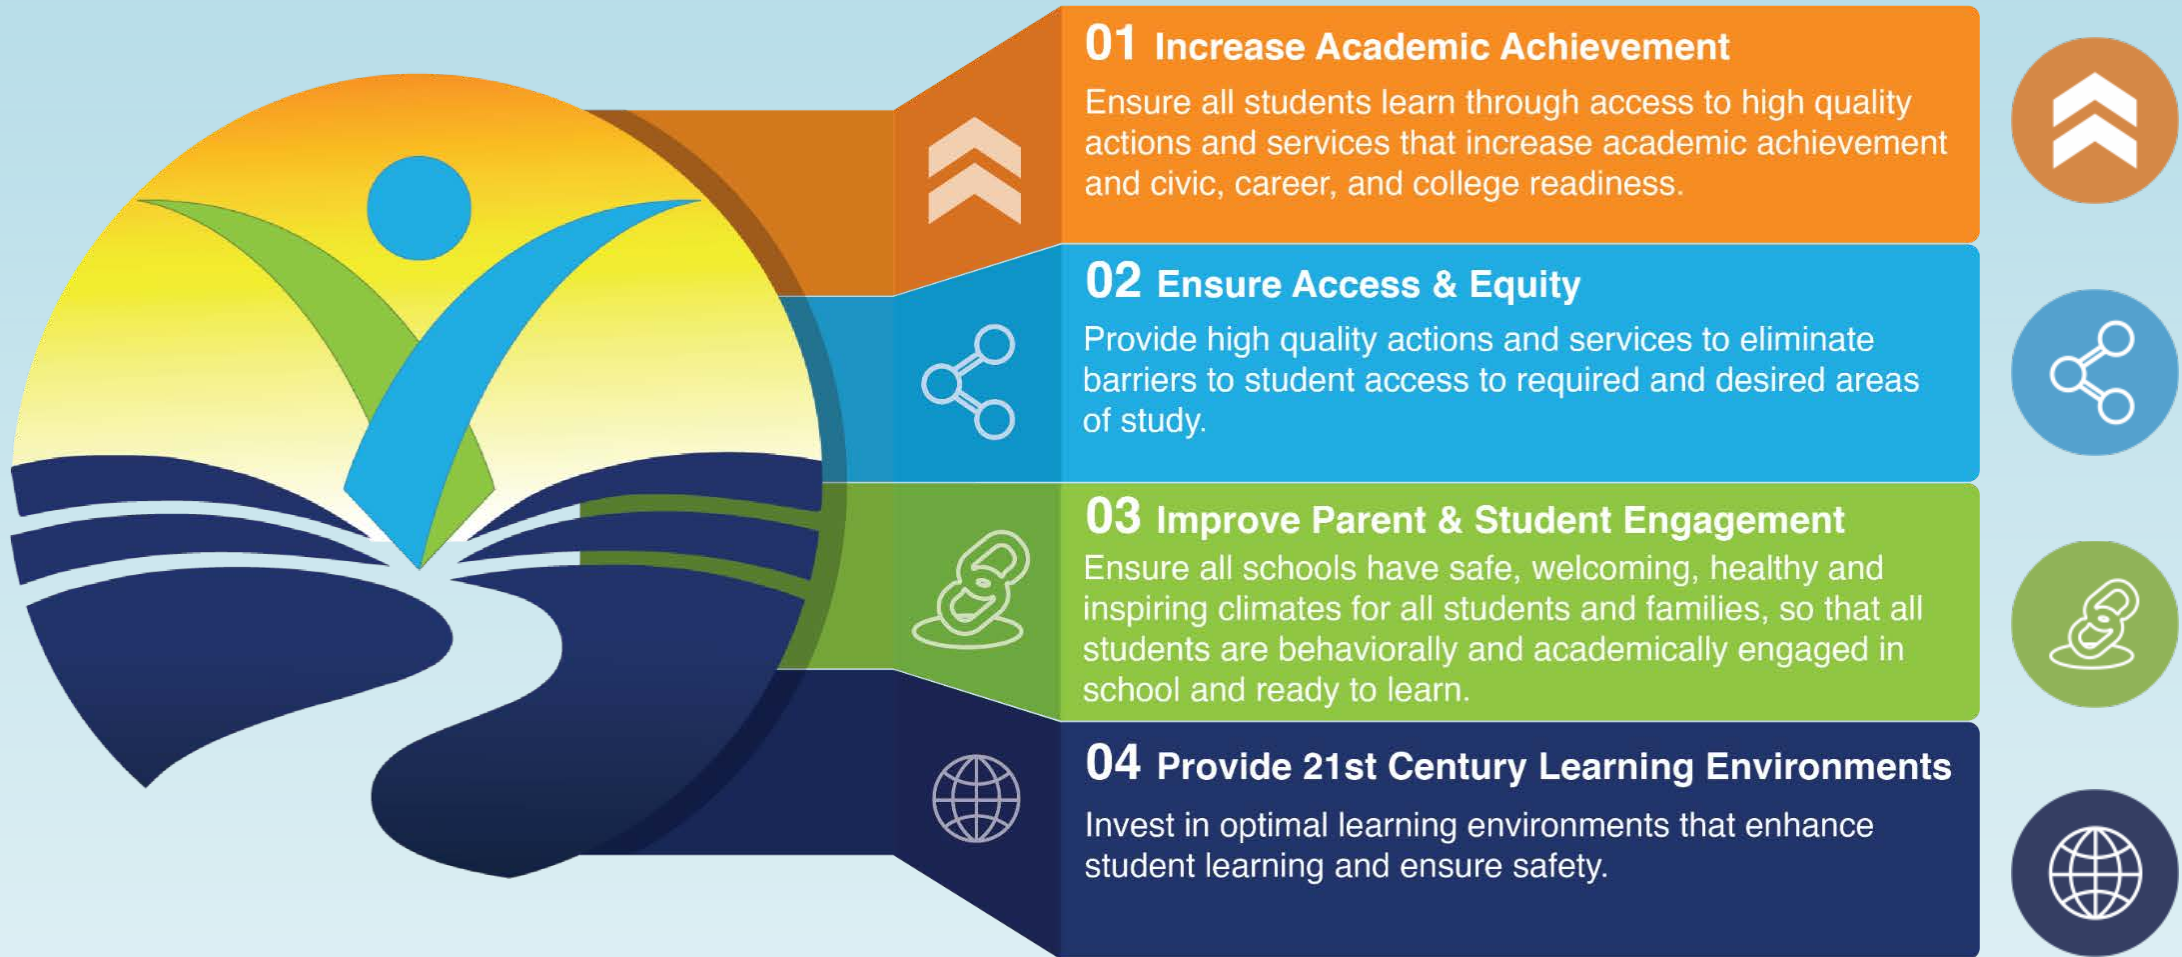 01 Increase Academic Achievement
Ensure all students learn through access to high quality
actions and services that increase academic achievement
and civic, career, and college readiness.
02 Ensure Access & Equity
Provide high quality actions and services to eliminate
barriers to student access to required and desired areas
of study.
03 Improve Parent & Student Engagement
Ensure all schools have safe, welcoming, healthy and
inspiring climates for all students and families, so that all
students are behaviorally and academically engaged in
school and ready to learn.
04 Provide 21st Century Learning Environments
Invest in optimal learning environments that enhance
student learning and ensure safety.